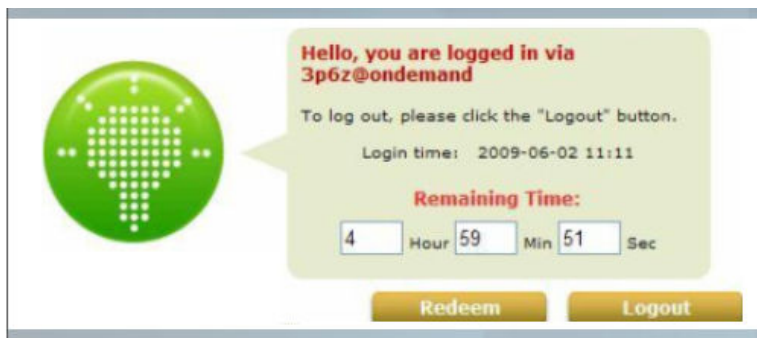 Hello, you are logged in via
3p6z@ondemand
To log out, please click the "Logout" button.
Login time: 2009-06-02 11:11
Remaining Time:
4 Hour 59 Min 51 Sec
Redeem Logout